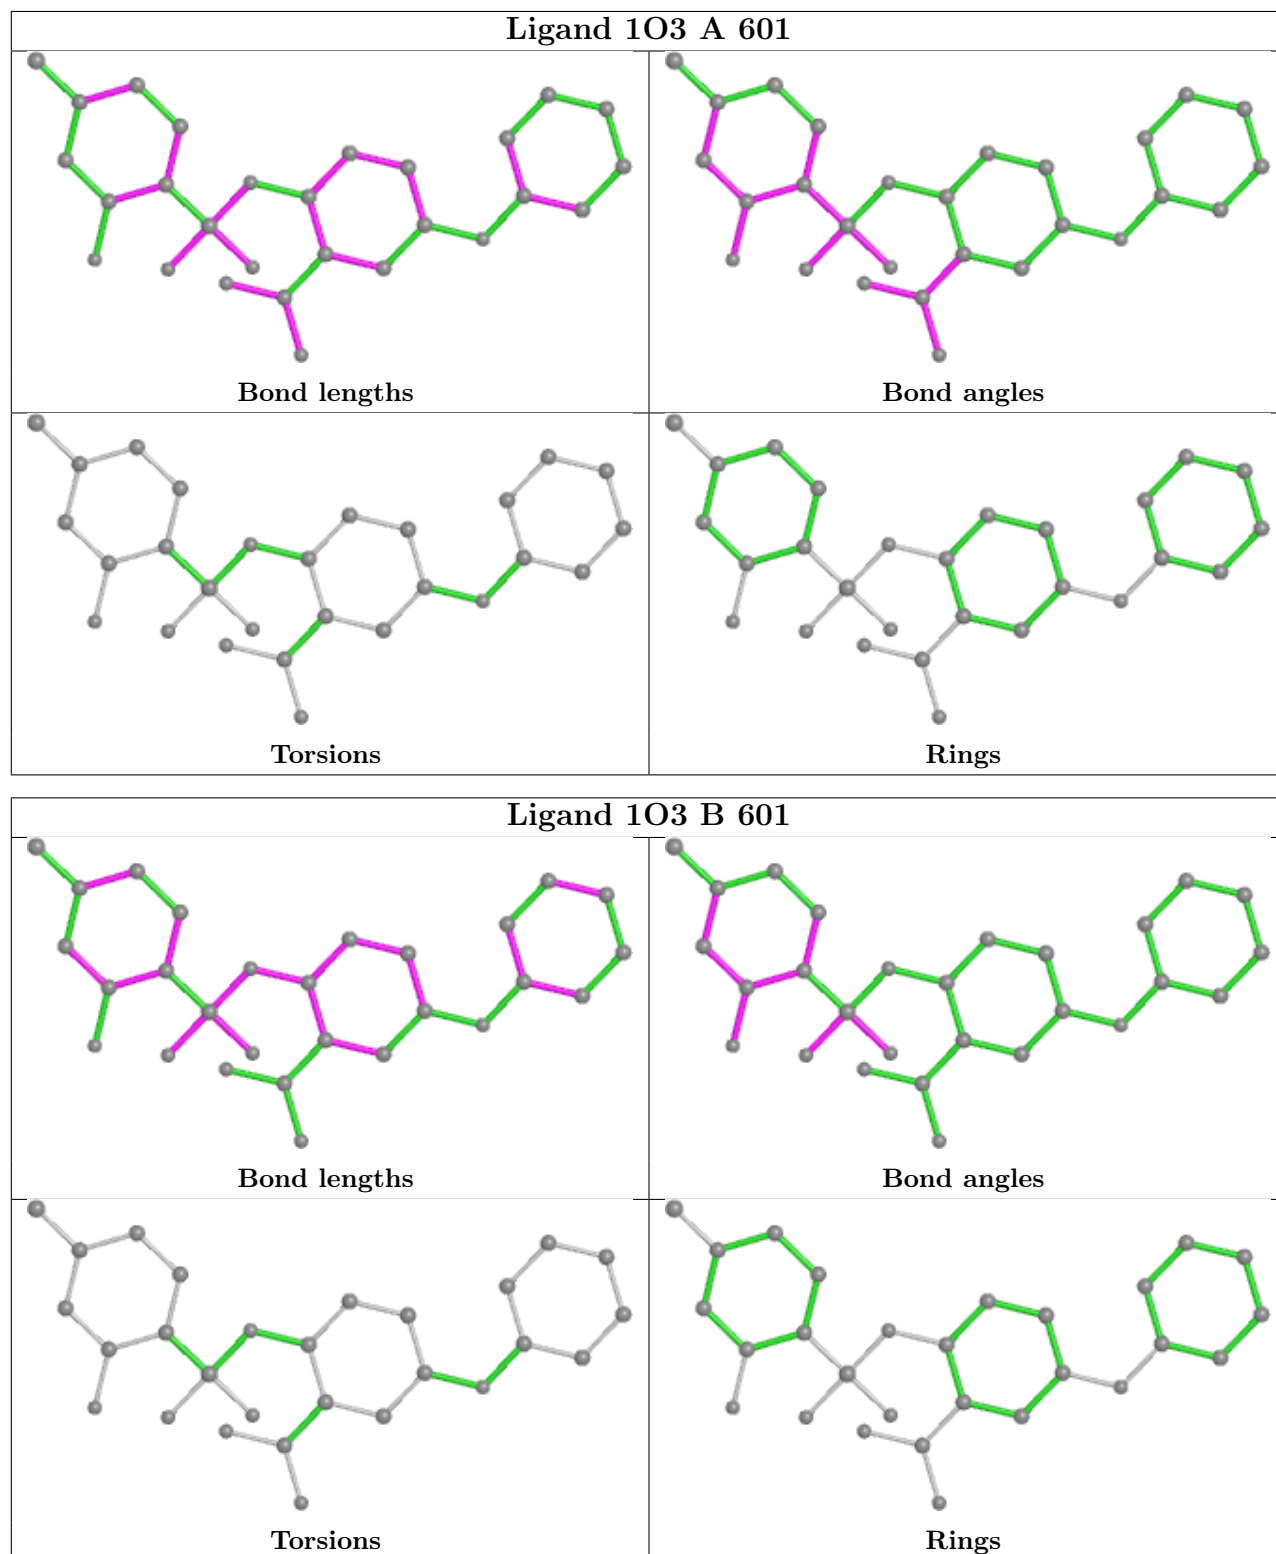 Ligand 1O3 A 601
Bond lengths
Bond angles
Torsions
Rings
Ligand 1O3 B 601
Bond lengths
Bond angles
Torsions
Rings